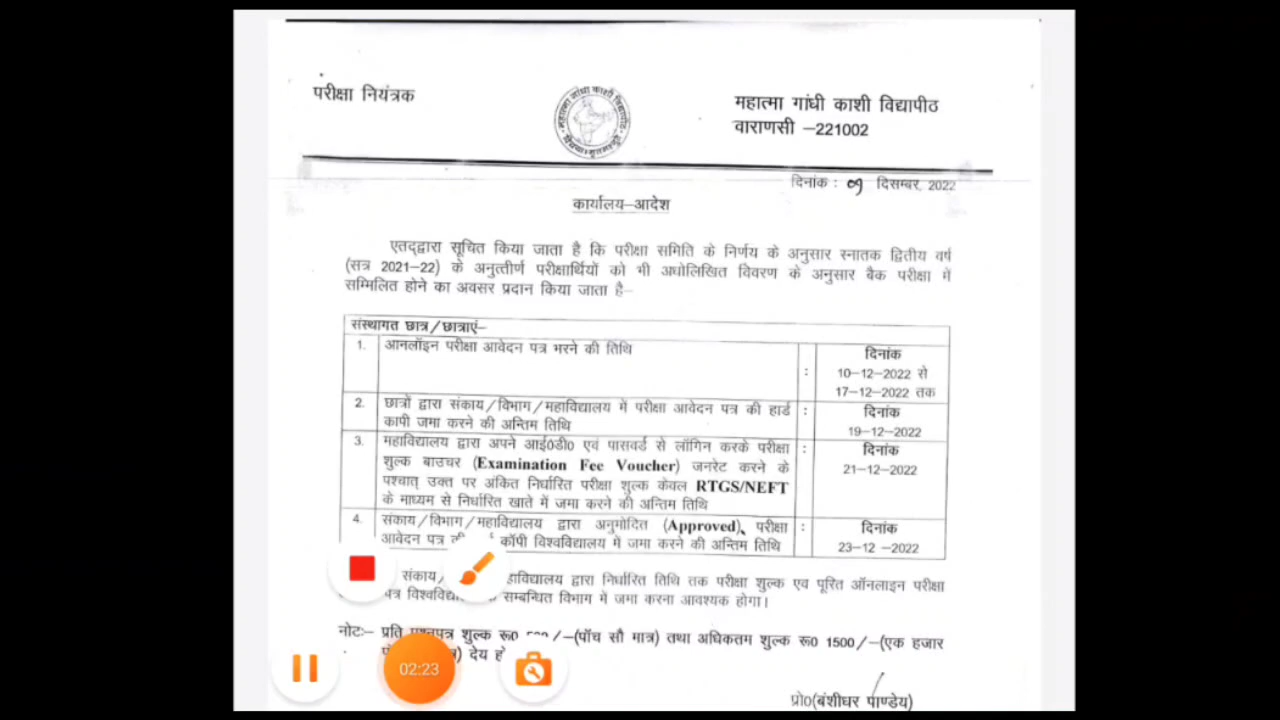 परीक्षा नियंत्रक
महात्मा गांधी काशी विद्यापीठ
वाराणसी –221002
दिनांक : 09 दिसम्बर, 2022
कार्यालय–आदेश
एतद्द्वारा सूचित किया जाता है कि परीक्षा समिति के निर्णय के अनुसार स्नातक द्वितीय वर्ष
(सत्र 2021–22) के अनुत्तीर्ण परीक्षार्थियों को भी अधोलिखित विवरण के अनुसार बैक परीक्षा में
सम्मिलित होने का अवसर प्रदान किया जाता है–
संस्थागत छात्र/छात्राएं–
1. आनलॉइन परीक्षा आवेदन पत्र भरने की तिथि
:
दिनांक
10–12–2022 से
17–12–2022 तक
2. छात्रों द्वारा संकाय/विभाग/महाविद्यालय में परीक्षा आवेदन पत्र की हार्ड
कापी जमा करने की अन्तिम तिथि
:
दिनांक
19–12–2022
3. महाविद्यालय द्वारा अपने आई0डी0 एवं पासवर्ड से लॉगिन करके परीक्षा
शुल्क बाउचर (Examination Fee Voucher) जनरेट करने के
पश्चात् उक्त पर अंकित निर्धारित परीक्षा शुल्क केवल RTGS/NEFT
के माध्यम से निर्धारित खाते में जमा करने की अन्तिम तिथि
:
दिनांक
21–12–2022
4. संकाय/विभाग/महाविद्यालय द्वारा अनुमोदित (Approved), परीक्षा
आवेदन पत्र की कॉपी विश्वविद्यालय में जमा करने की अन्तिम तिथि
:
दिनांक
23–12 –2022
संकाय/ द्वारा निर्धारित तिथि तक परीक्षा शुल्क एव पूरित ऑनलाइन परीक्षा
पत्र सम्बन्धित विभाग में जमा करना आवश्यक होगा।
नोटः– प्रति प्रश्नपत्र शुल्क रू0 /–(पाँच सौ मात्र) तथा अधिकतम शुल्क रू0 1500/–(एक हजार
देय
02:23
प्रो0(बंशीधर पाण्डेय)